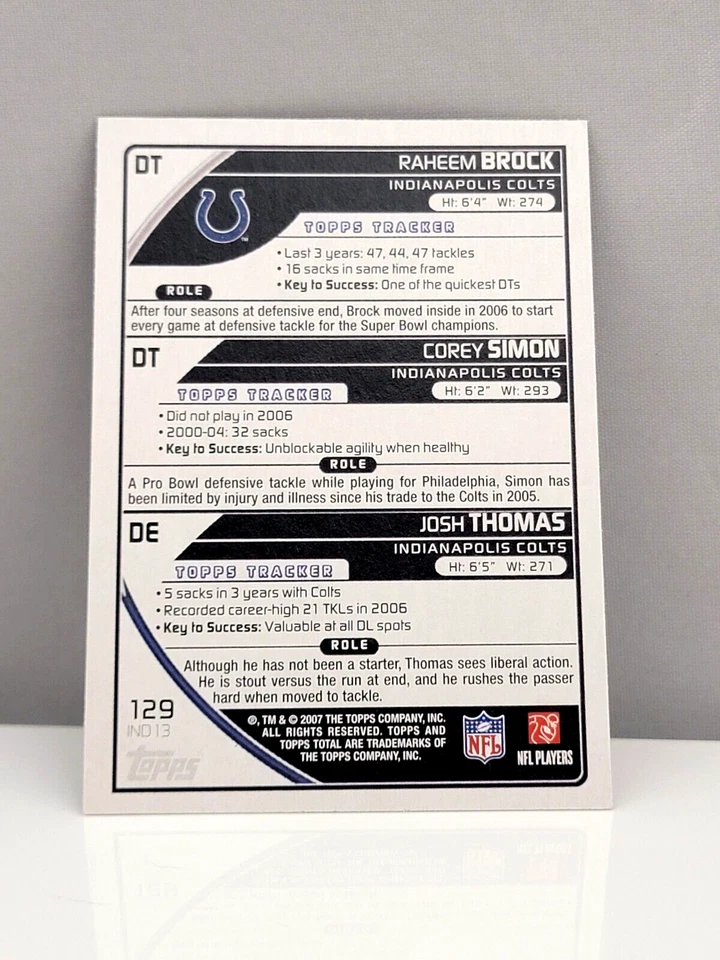 DT
RAHEEM BROCK
INDIANAPOLIS COLTS
Ht: 6'4" Wt: 274
TOPPS TRACKER
• Last 3 years: 47, 44, 47 tackles
• 16 sacks in same time frame
• Key to Success: One of the quickest DTs
ROLE
After four seasons at defensive end, Brock moved inside in 2006 to start
every game at defensive tackle for the Super Bowl champions.
DT
COREY SIMON
INDIANAPOLIS COLTS
Ht: 6'2" Wt: 293
TOPPS TRACKER
• Did not play in 2006
• 2000-04: 32 sacks
• Key to Success: Unblockable agility when healthy
ROLE
A Pro Bowl defensive tackle while playing for Philadelphia, Simon has
been limited by injury and illness since his trade to the Colts in 2005.
DE
JOSH THOMAS
INDIANAPOLIS COLTS
Ht: 6'5" Wt: 271
TOPPS TRACKER
• 5 sacks in 3 years with Colts
• Recorded career-high 21 TKLs in 2006
• Key to Success: Valuable at all DL spots
ROLE
Although he has not been a starter, Thomas sees liberal action.
He is stout versus the run at end, and he rushes the passer
hard when moved to tackle.
129
IND 13
topps
®, TM & © 2007 THE TOPPS COMPANY, INC.
ALL RIGHTS RESERVED. TOPPS AND
TOPPS TOTAL ARE TRADEMARKS OF
THE TOPPS COMPANY, INC.
NFL
NFL PLAYERS